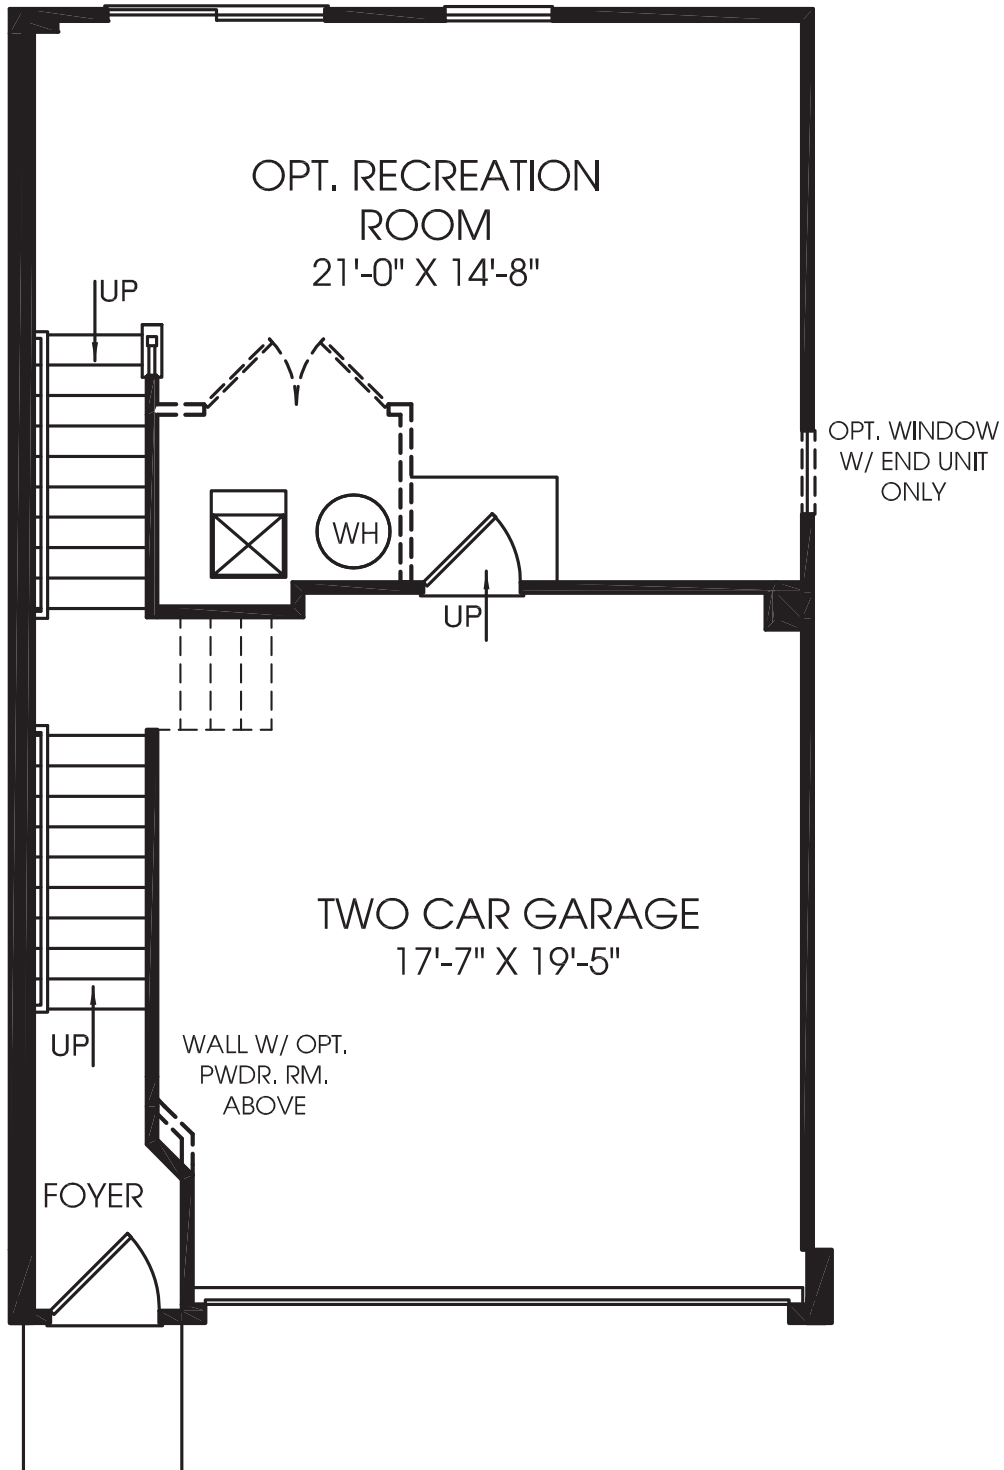 OPT. RECREATION
ROOM
21'-0" X 14'-8"
UP
OPT. WINDOW
W/ END UNIT
ONLY
WH
UP
TWO CAR GARAGE
17'-7" X 19'-5"
UP
WALL W/ OPT.
PWDR. RM.
ABOVE
FOYER